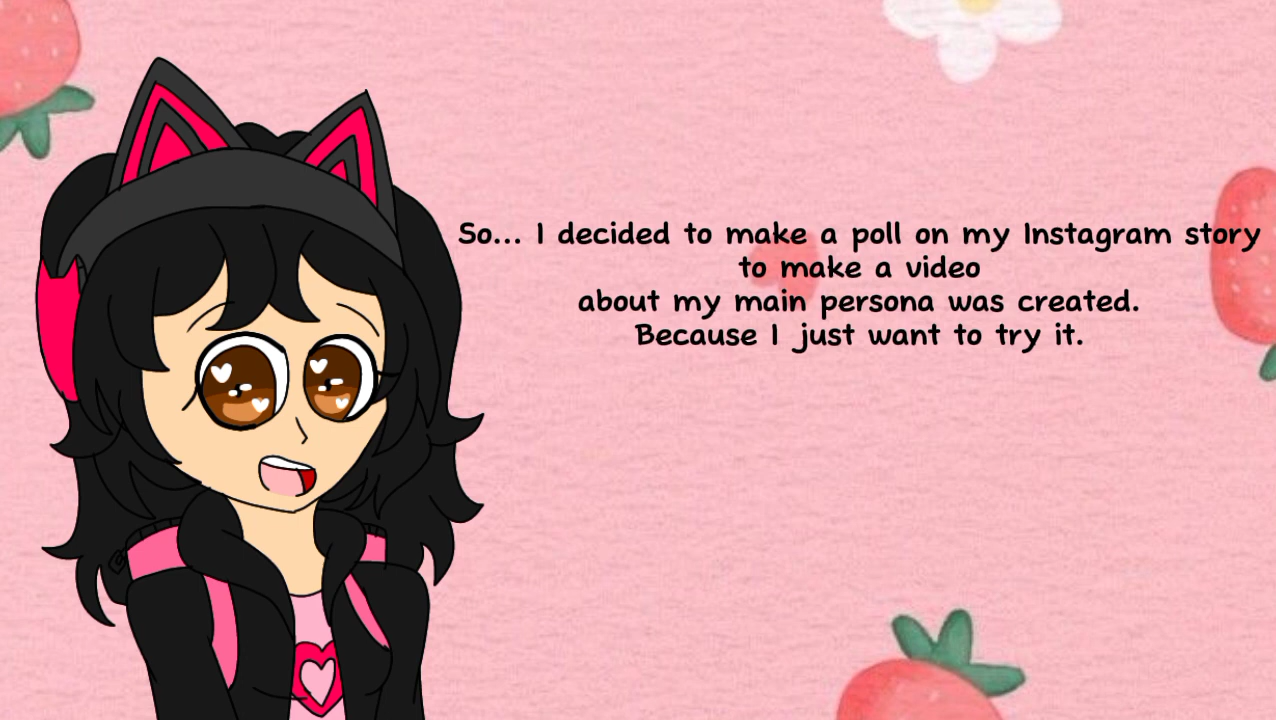 So... I decided to make a poll on my Instagram story
to make a video
about my main persona was created.
Because I just want to try it.